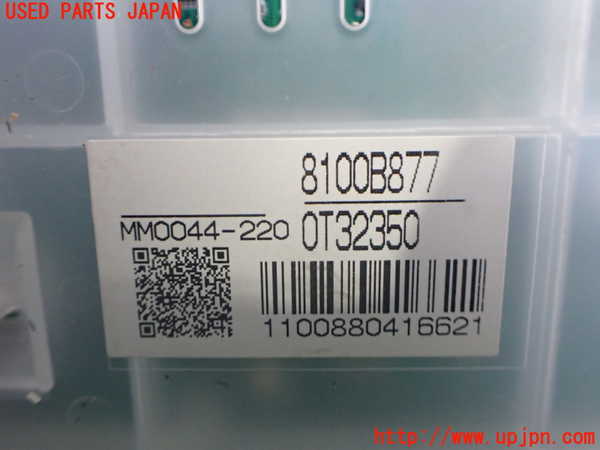 USED PARTS JAPAN
8100B877
MM0044-220
0T32350
1100880416621
http://www.upjpn.com/